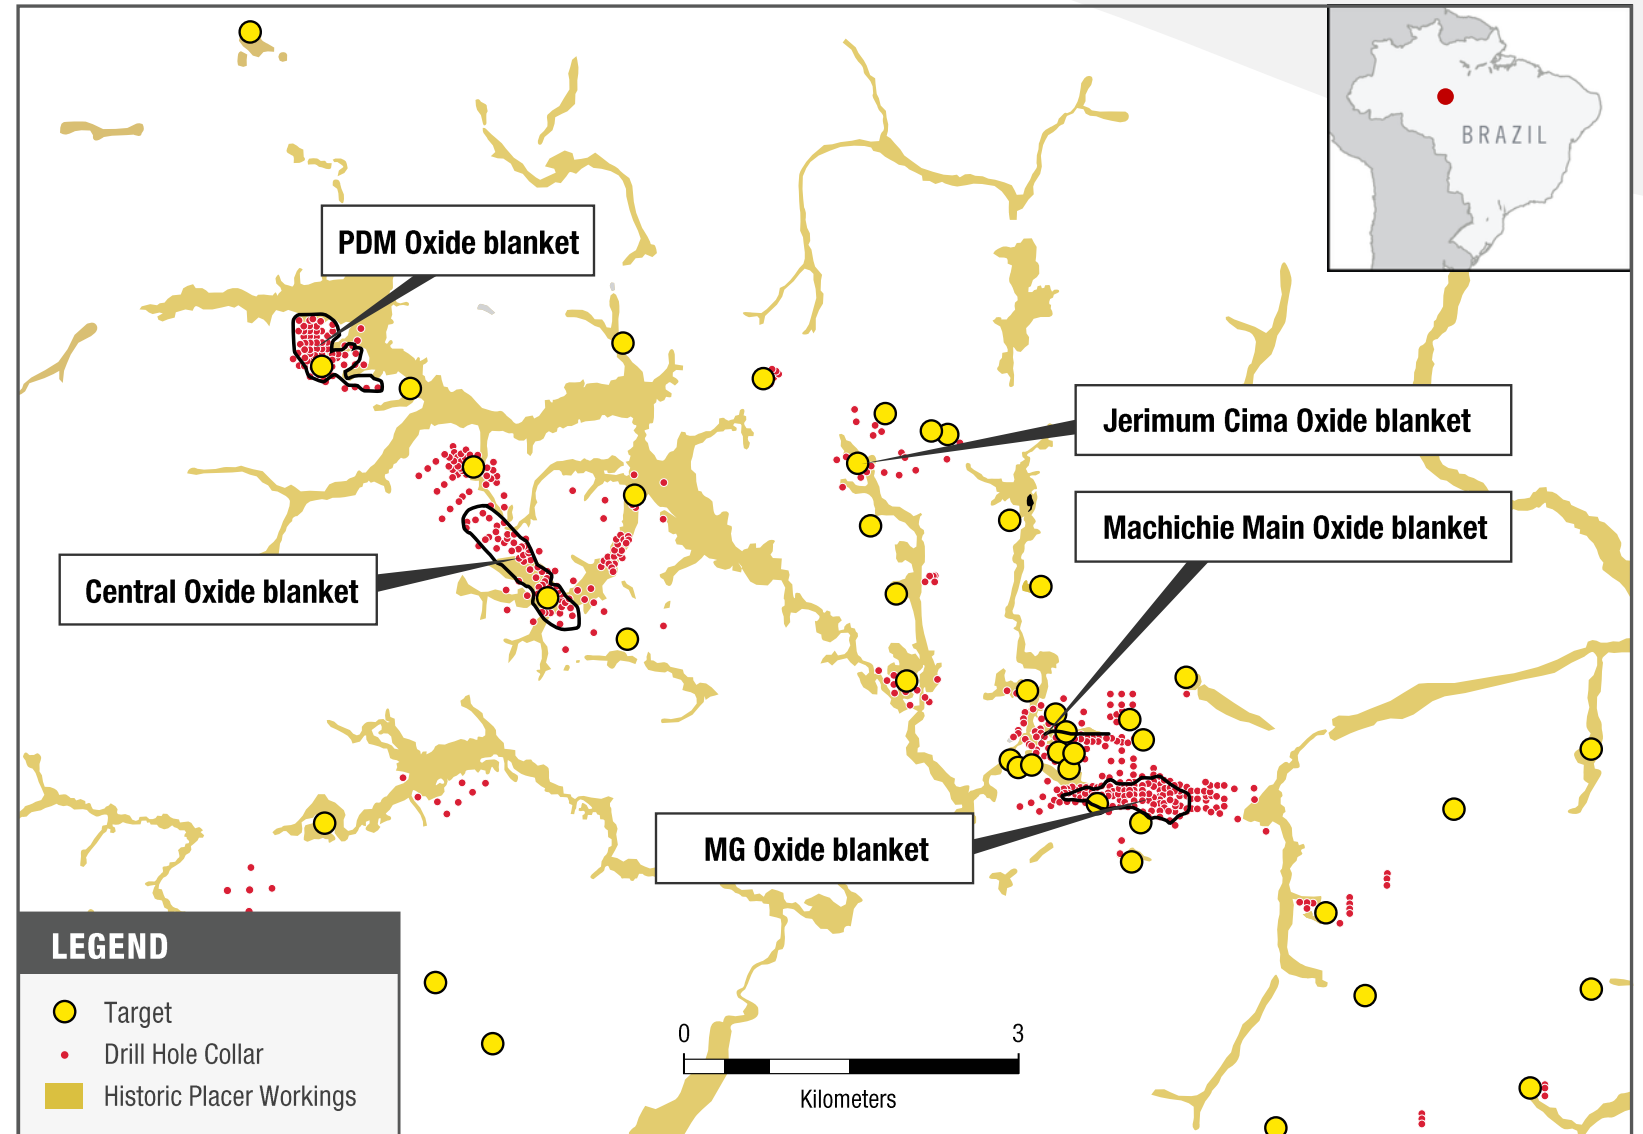 BRAZIL
PDM Oxide blanket
Jerimum Cima Oxide blanket
Machichie Main Oxide blanket
Central Oxide blanket
MG Oxide blanket
LEGEND
Target
Drill Hole Collar
Historic Placer Workings
0 3
Kilometers